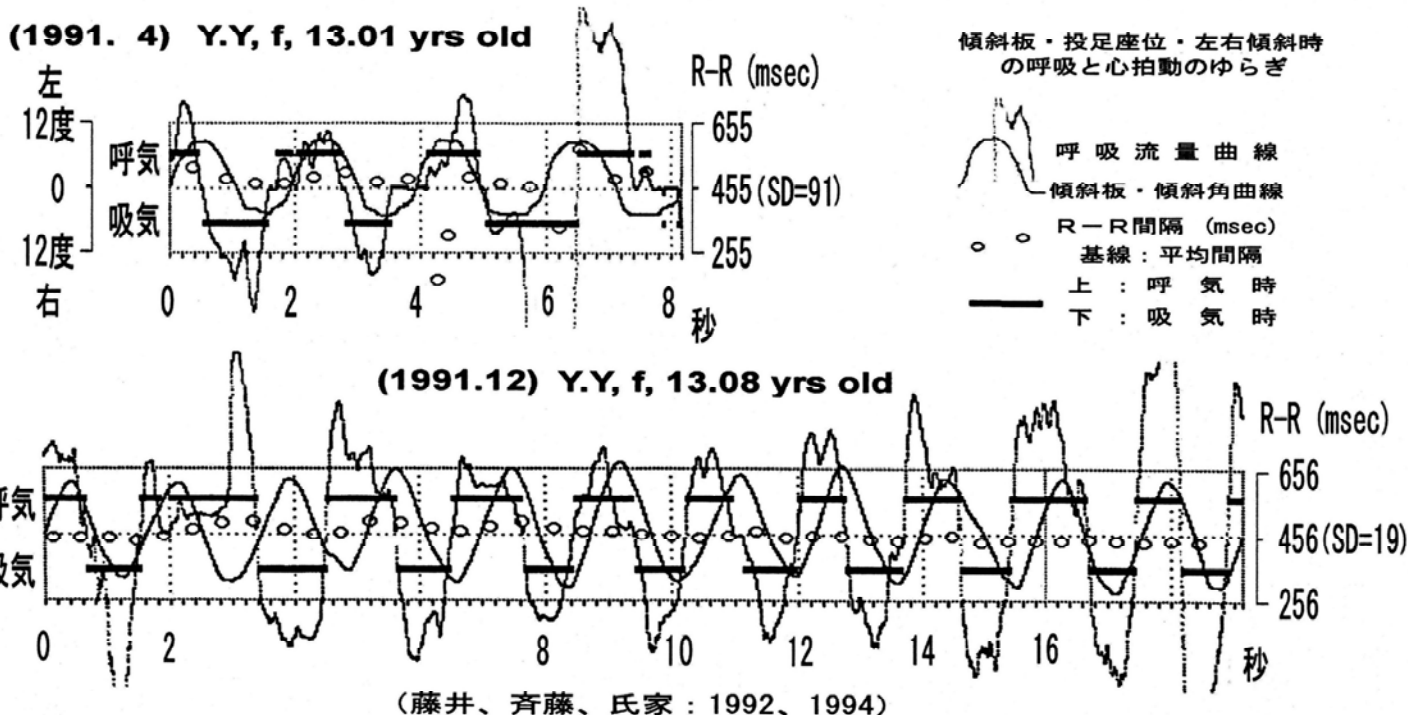 (1991. 4) Y.Y, f, 13.01 yrs old
左
12度
0
12度
右
呼気
吸気
R-R (msec)
655
455(SD=91)
255
0 2 4 6 8
秒
傾斜板・投足座位・左右傾斜時
の呼吸と心拍動のゆらぎ
呼吸流量曲線
傾斜板・傾斜角曲線
R-R間隔 (msec)
基線:平均間隔
上:呼気時
下:吸気時
(1991.12) Y.Y, f, 13.08 yrs old
呼気
吸気
R-R (msec)
656
456(SD=19)
256
0 2 4 6 8 10 12 14 16
秒
(藤井、斉藤、氏家:1992、1994)